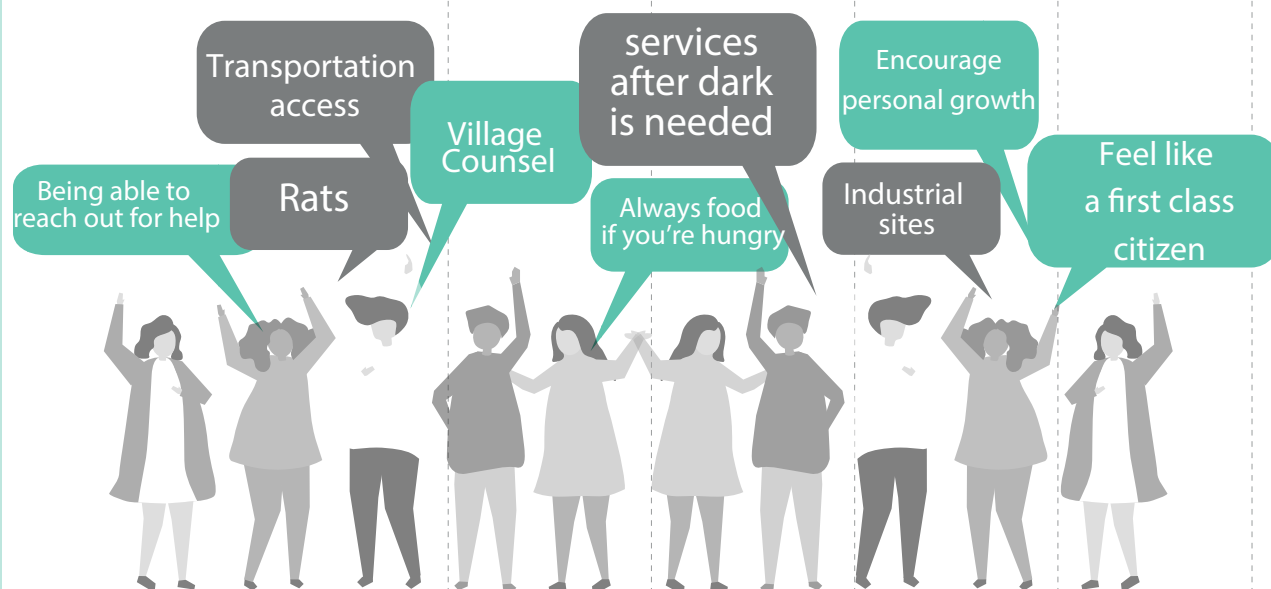 Transportation
access
services
after dark
is needed
Encourage
personal growth
Village
Counsel
Being able to
reach out for help
Rats
Always food
if you're hungry
Industrial
sites
Feel like
a first class
citizen